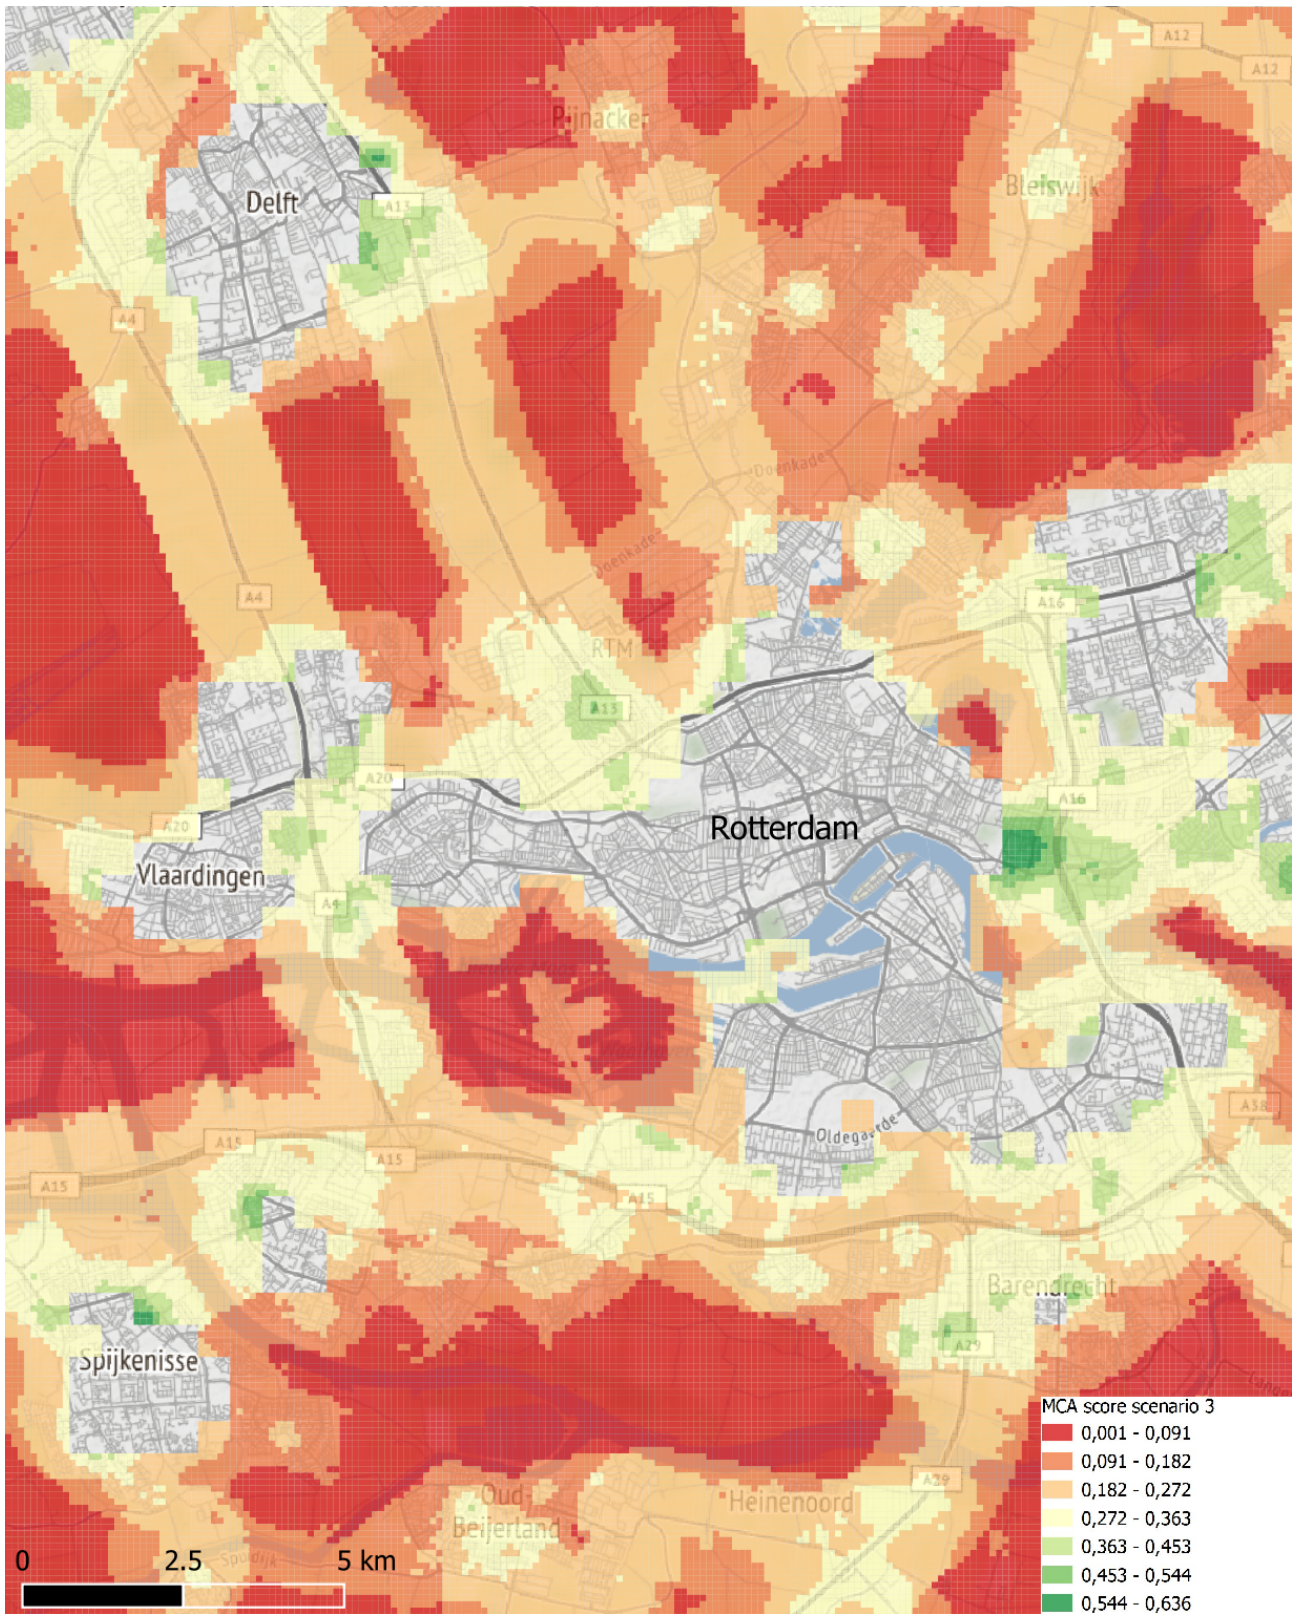 A12
A12
Pijnacker
Bleiswijk
Delft
A13
A4
Doenkade
Doenkade
A4
A16
RTM
A13
A20
A16
A20
Rotterdam
Vlaardingen
A4
A38
Oldegaarde
A15
A15
A15
A15
Barendrecht
A29
Spijkenisse
A29
Oud-
Beijerland
Heinenoord
Spuidijk
MCA score scenario 3
0,001 - 0,091
0,091 - 0,182
0,182 - 0,272
0,272 - 0,363
0,363 - 0,453
0,453 - 0,544
0,544 - 0,636
0 2.5 5 km